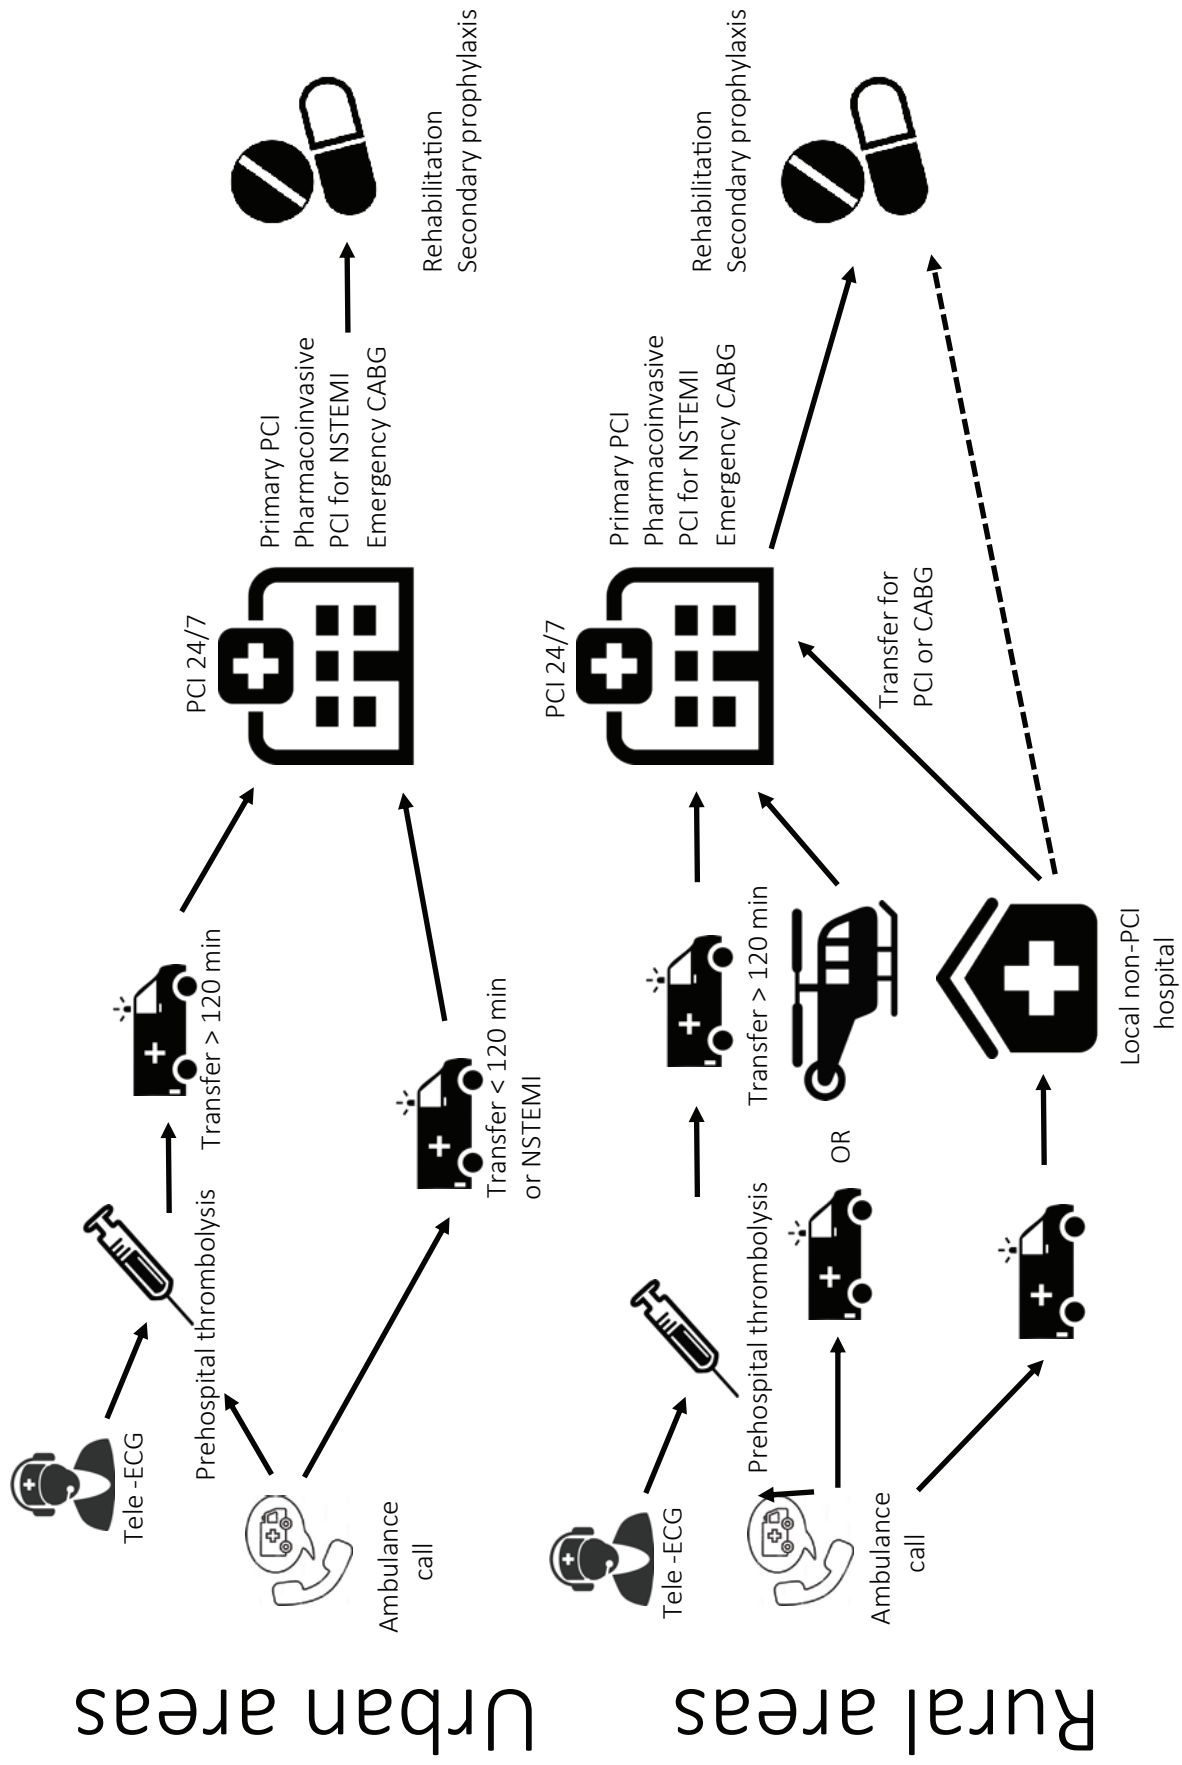 Urban areas
Tele -ECG
Ambulance
call
Prehospital thrombolysis
Transfer > 120 min
Transfer < 120 min
or NSTEMI
PCI 24/7
Primary PCI
Pharmacoinvasive
PCI for NSTEMI
Emergency CABG
Rehabilitation
Secondary prophylaxis
Rural areas
Tele -ECG
Ambulance
call
Prehospital thrombolysis
OR
Transfer > 120 min
Local non-PCI
hospital
PCI 24/7
Transfer for
PCI or CABG
Primary PCI
Pharmacoinvasive
PCI for NSTEMI
Emergency CABG
Rehabilitation
Secondary prophylaxis